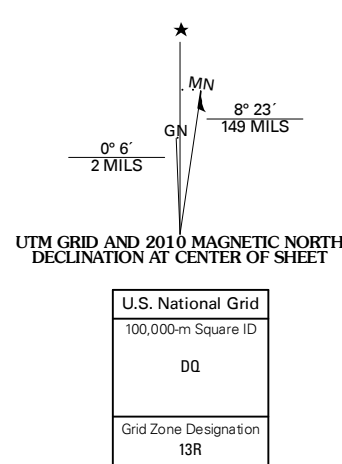 MN
GN
8° 23´
149 MILS
0° 6´
2 MILS
UTM GRID AND 2010 MAGNETIC NORTH
DECLINATION AT CENTER OF SHEET
U.S. National Grid
100,000-m Square ID
DQ
Grid Zone Designation
13R